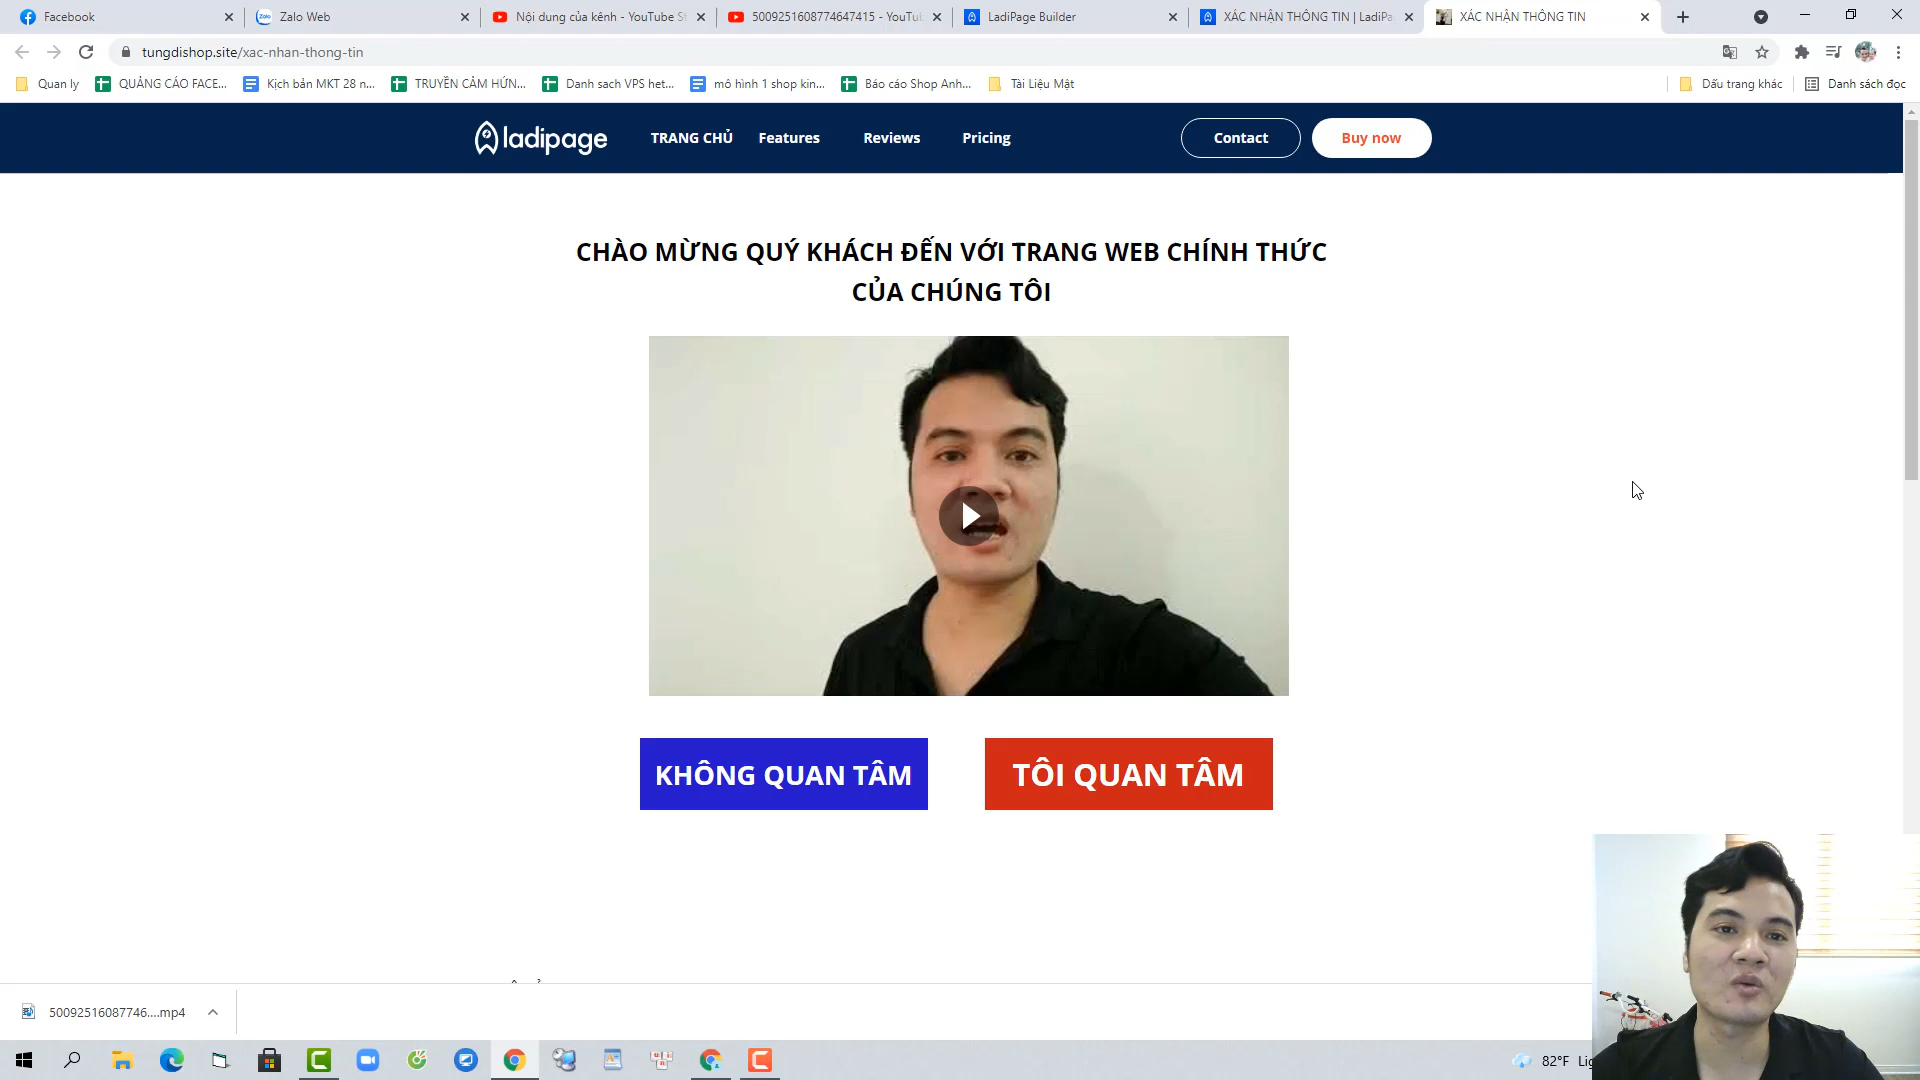 Facebook
Zalo Web
Nội dung của kênh - YouTube St
5009251608774647415 - YouTu
LadiPage Builder
XÁC NHẬN THÔNG TIN | LadiPa
XÁC NHẬN THÔNG TIN
tungdishop.site/xac-nhan-thong-tin
Quan ly
QUẢNG CÁO FACE...
Kịch bản MKT 28 n...
TRUYỀN CẢM HỨN...
Danh sach VPS het...
mô hình 1 shop kin...
Báo cáo Shop Anh...
Tài Liệu Mật
Dấu trang khác
Danh sách đọc
ladipage
TRANG CHỦ
Features
Reviews
Pricing
Contact
Buy now
CHÀO MỪNG QUÝ KHÁCH ĐẾN VỚI TRANG WEB CHÍNH THỨC
CỦA CHÚNG TÔI
KHÔNG QUAN TÂM
TÔI QUAN TÂM
50092516087746....mp4
82°F